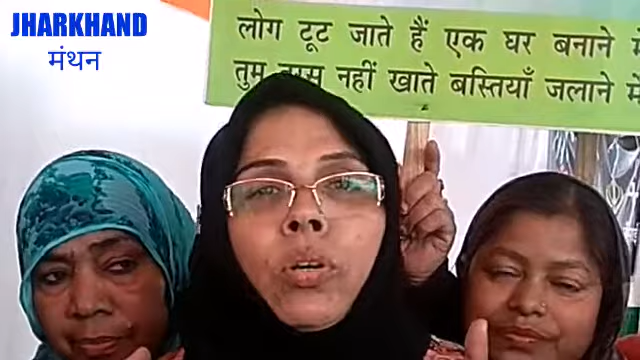 JHARKHAND
मंथन
लोग टूट जाते हैं एक घर बनाने
तुम नहीं खाते बस्तियाँ जलाने